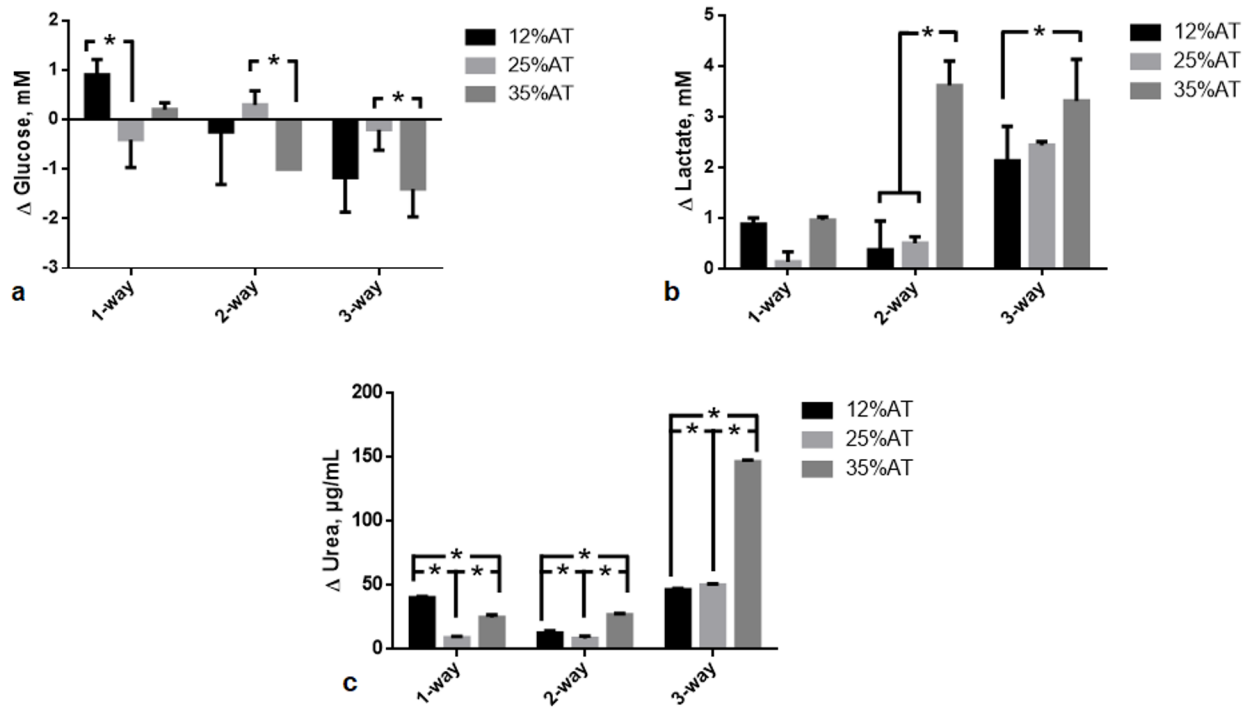 2
1
0
-1
-2
-3
Δ Glucose, mM
*
*
*
12%AT
25%AT
35%AT
1-way
2-way
3-way
a
5
4
3
2
1
0
Δ Lactate, mM
*
*
12%AT
25%AT
35%AT
1-way
2-way
3-way
b
200
150
100
50
0
Δ Urea, µg/mL
*
* *
*
* *
*
* *
12%AT
25%AT
35%AT
1-way
2-way
3-way
c